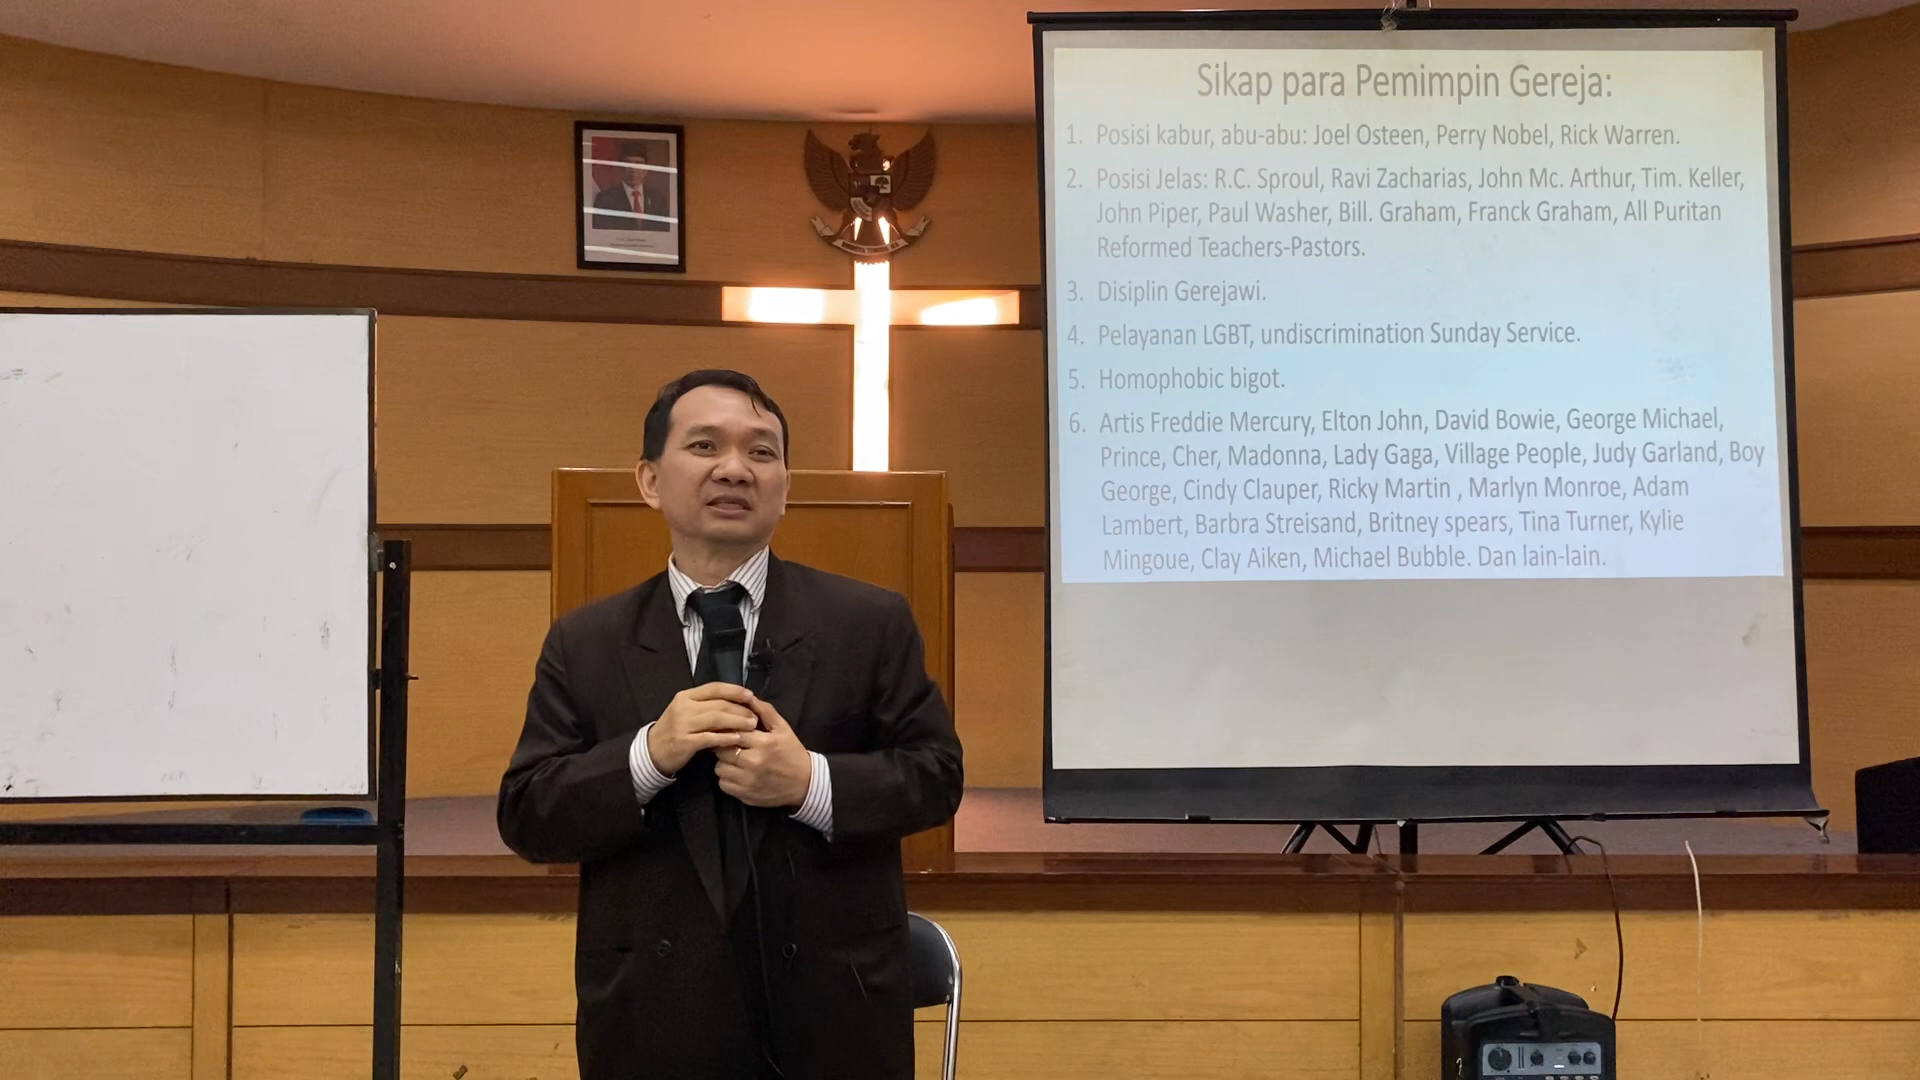 Sikap para Pemimpin Gereja:
1. Posisi kabur, abu-abu: Joel Osteen, Perry Nobel, Rick Warren.
2. Posisi Jelas: R.C. Sproul, Ravi Zacharias, John Mc. Arthur, Tim. Keller,
John Piper, Paul Washer, Bill. Graham, Franck Graham, All Puritan
Reformed Teachers-Pastors.
3. Disiplin Gerejawi.
4. Pelayanan LGBT, undiscrimination Sunday Service.
5. Homophobic bigot.
6. Artis Freddie Mercury, Elton John, David Bowie, George Michael,
Prince, Cher, Madonna, Lady Gaga, Village People, Judy Garland, Boy
George, Cindy Clauper, Ricky Martin , Marlyn Monroe, Adam
Lambert, Barbra Streisand, Britney spears, Tina Turner, Kylie
Mingoue, Clay Aiken, Michael Bubble. Dan lain-lain.